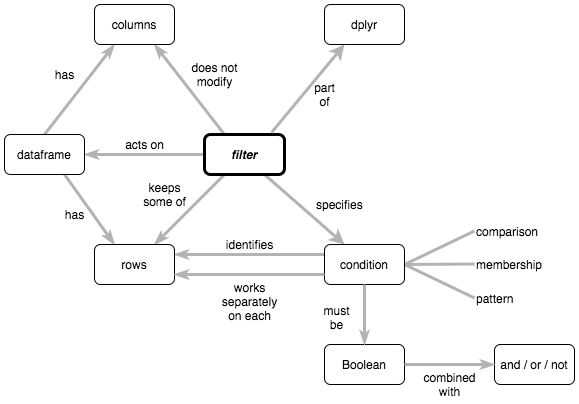 columns
dplyr
has
does not
modify
part
of
dataframe
acts on
filter
keeps
some of
specifies
has
comparison
rows
identifies
condition
membership
works
separately
on each
pattern
must
be
Boolean
combined
with
and / or / not